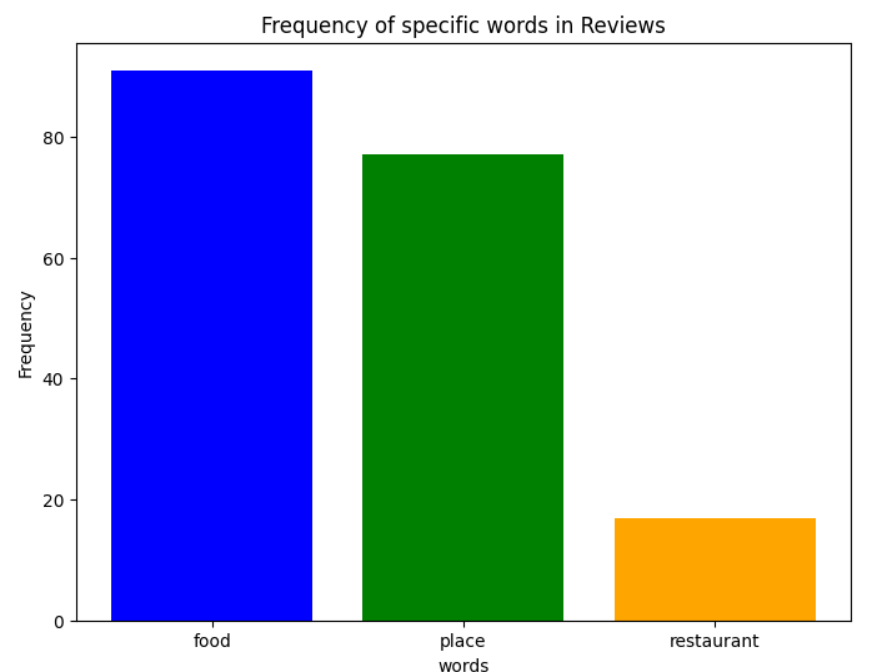 Frequency of specific words in Reviews
Frequency
80
60
40
20
0
food place restaurant
words